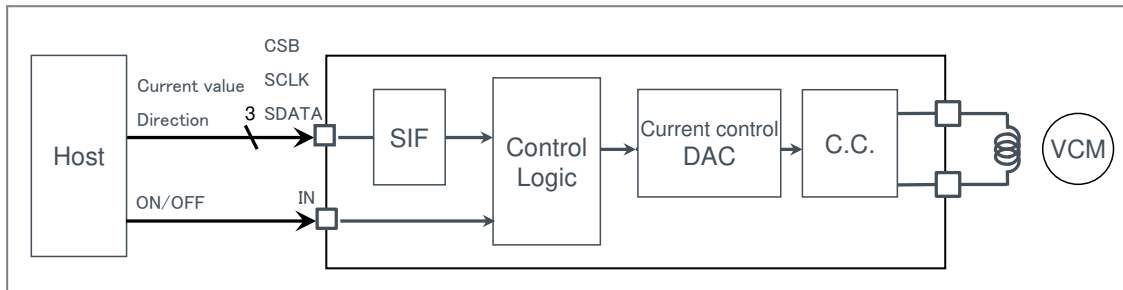 Host
Current value
Direction
3
CSB
SCLK
SDATA
ON/OFF
IN
SIF
Control
Logic
Current control
DAC
C.C.
VCM